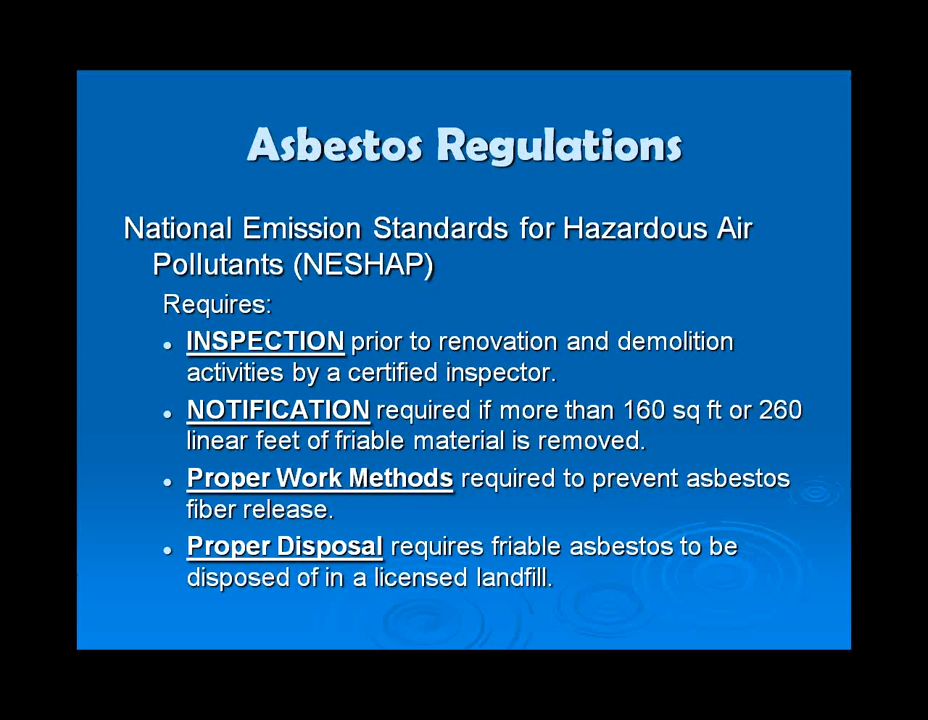 Asbestos Regulations
National Emission Standards for Hazardous Air
Pollutants (NESHAP)
Requires:
• INSPECTION prior to renovation and demolition
activities by a certified inspector.
• NOTIFICATION required if more than 160 sq ft or 260
linear feet of friable material is removed.
• Proper Work Methods required to prevent asbestos
fiber release.
• Proper Disposal requires friable asbestos to be
disposed of in a licensed landfill.